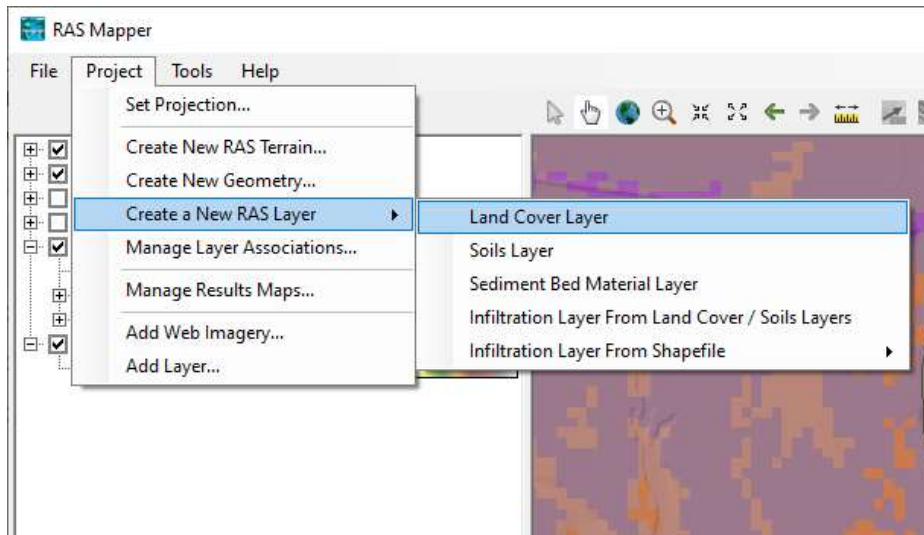 RAS Mapper
File Project Tools Help
Set Projection...
Create New RAS Terrain...
Create New Geometry...
Create a New RAS Layer
Manage Layer Associations...
Manage Results Maps...
Add Web Imagery...
Add Layer...
Land Cover Layer
Soils Layer
Sediment Bed Material Layer
Infiltration Layer From Land Cover / Soils Layers
Infiltration Layer From Shapefile